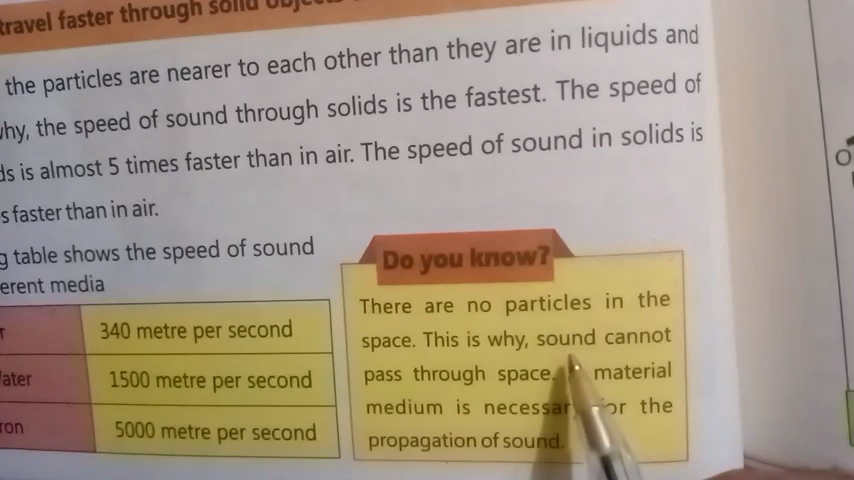 travel faster through solid
the particles are nearer to each other than they are in liquids and
why, the speed of sound through solids is the fastest. The speed of
ds is almost 5 times faster than in air. The speed of sound in solids is
s faster than in air.
g table shows the speed of sound
erent media
r 340 metre per second
ater 1500 metre per second
ron 5000 metre per second
Do you know?
There are no particles in the
space. This is why, sound cannot
pass through space. material
medium is necessar or the
propagation of sound.